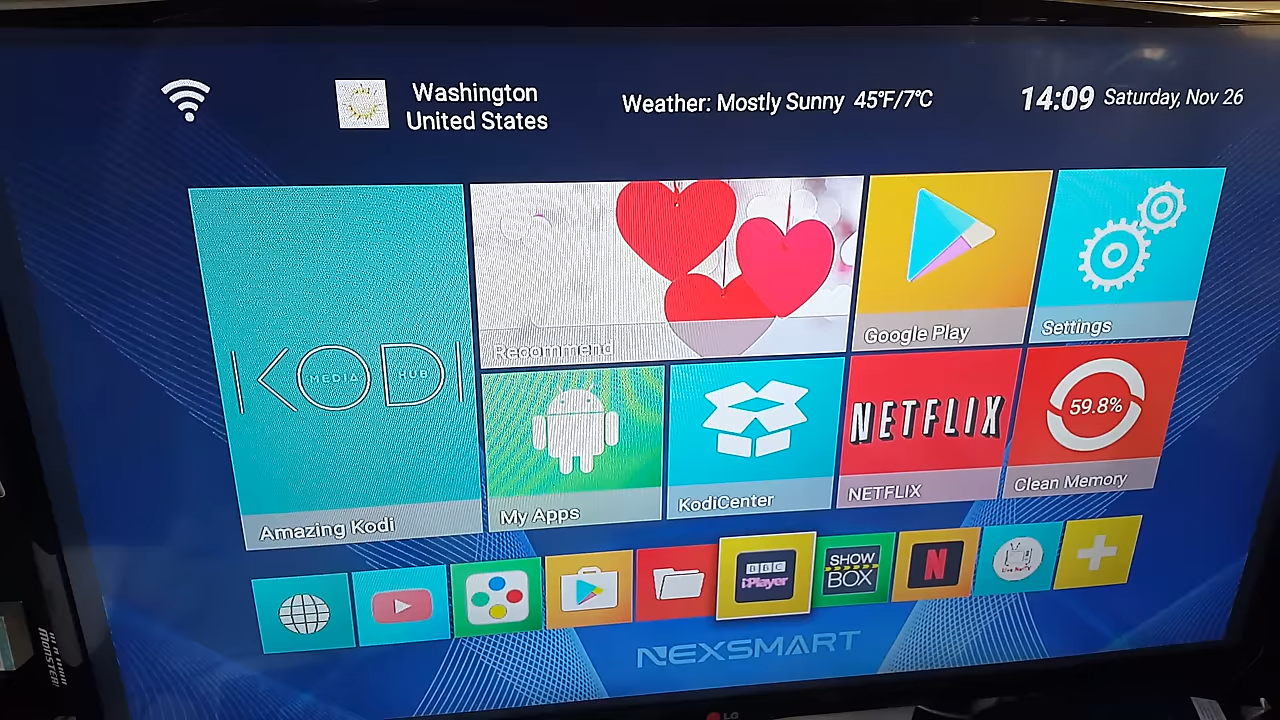 Washington
United States
Weather: Mostly Sunny 45°F/7°C
14:09 Saturday, Nov 26
KODI
MEDIA HUB
Amazing Kodi
Recommend
Google Play
Settings
My Apps
KodiCenter
NETFLIX
NETFLIX
59.8%
Clean Memory
BBC
iPlayer
SHOW
BOX
N
NEXSMART
LG
MONSTER